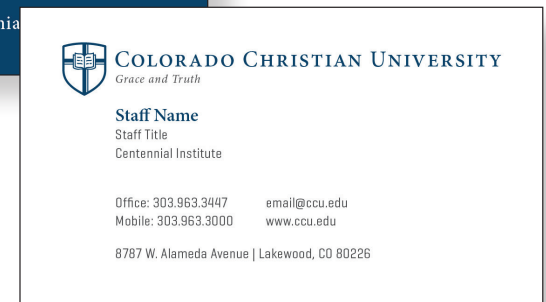 nia
COLORADO CHRISTIAN UNIVERSITY
Grace and Truth
Staff Name
Staff Title
Centennial Institute
Office: 303.963.3447 email@ccu.edu
Mobile: 303.963.3000 www.ccu.edu
8787 W. Alameda Avenue | Lakewood, CO 80226